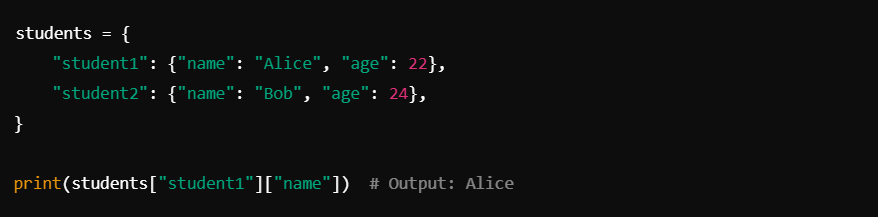 students = {
    "student1": {"name": "Alice", "age": 22},
    "student2": {"name": "Bob", "age": 24},
}
print(students["student1"]["name"])  # Output: Alice